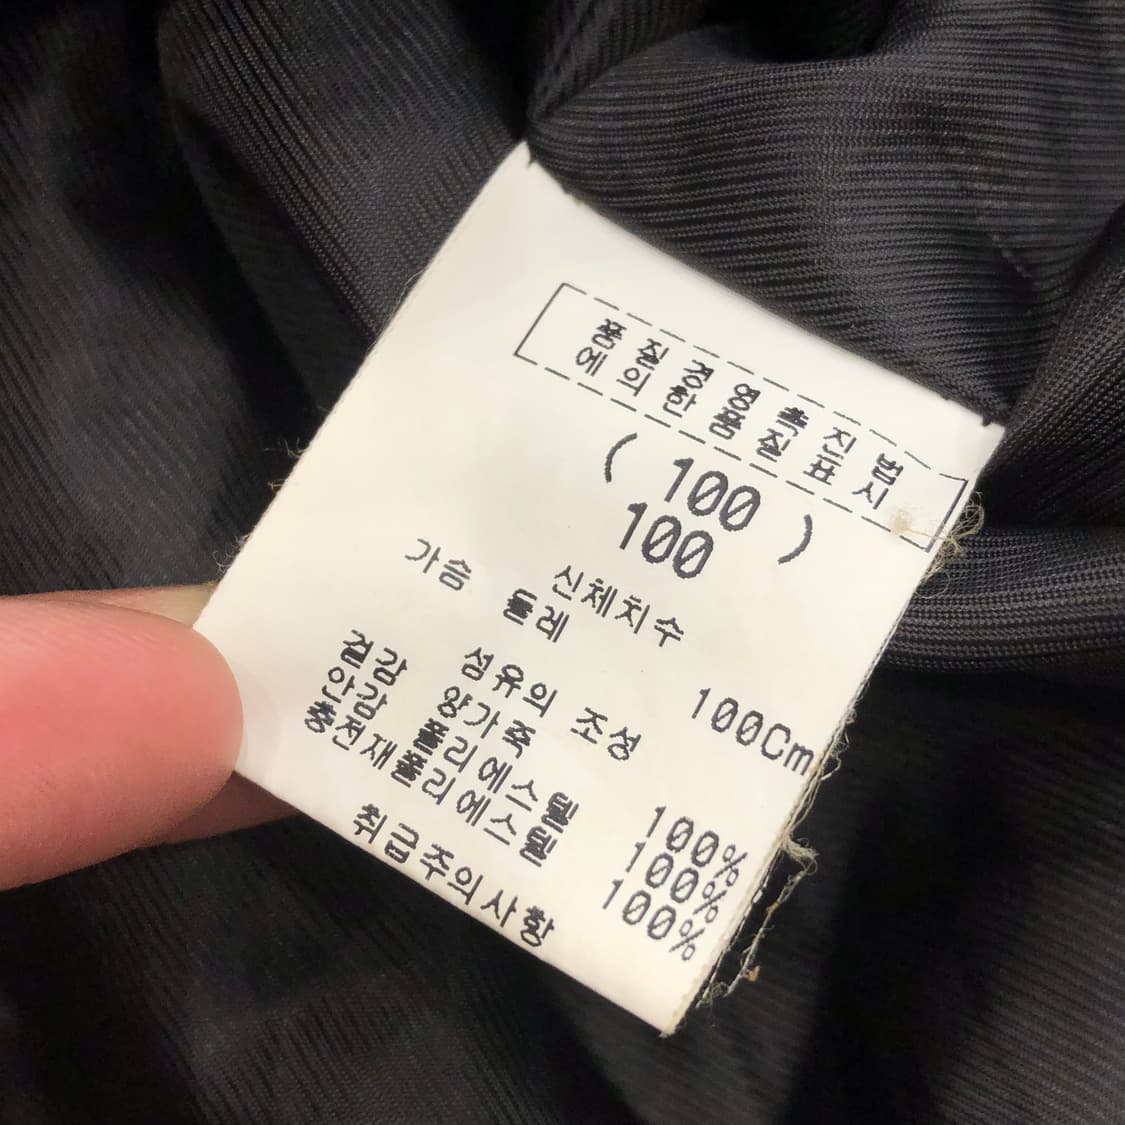 품질경영촉진법
에의한품질표시
( 100 )
100
신체치수
가슴 둘레 100Cm
섬유의 조성
겉감 양가죽 100%
안감 폴리에스텔 100%
충전재폴리에스텔 100%
취급주의사항